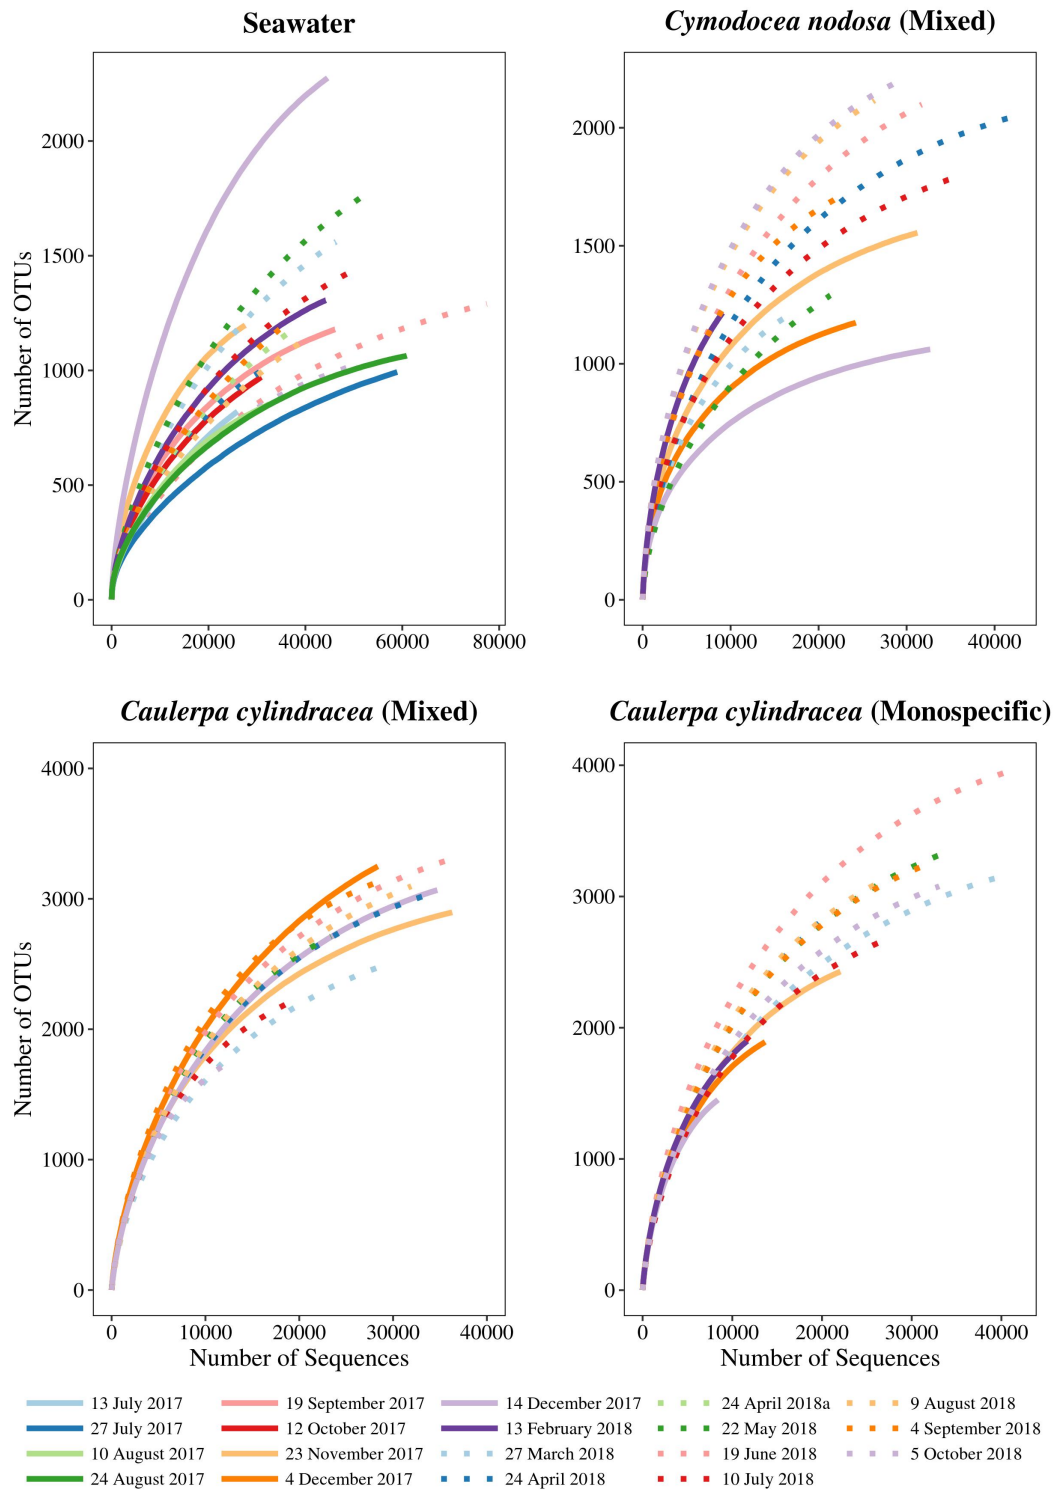 Seawater
Cymodocea nodosa (Mixed)
Number of OTUs
2000
1500
1000
500
0
0 20000 40000 60000 80000
2000
1500
1000
500
0
0 10000 20000 30000 40000
Caulerpa cylindracea (Mixed)
Caulerpa cylindracea (Monospecific)
Number of OTUs
4000
3000
2000
1000
0
0 10000 20000 30000 40000
Number of Sequences
4000
3000
2000
1000
0
0 10000 20000 30000 40000
Number of Sequences
13 July 2017 19 September 2017 14 December 2017 24 April 2018a 9 August 2018
27 July 2017 12 October 2017 13 February 2018 22 May 2018 4 September 2018
10 August 2017 23 November 2017 27 March 2018 19 June 2018 5 October 2018
24 August 2017 4 December 2017 24 April 2018 10 July 2018